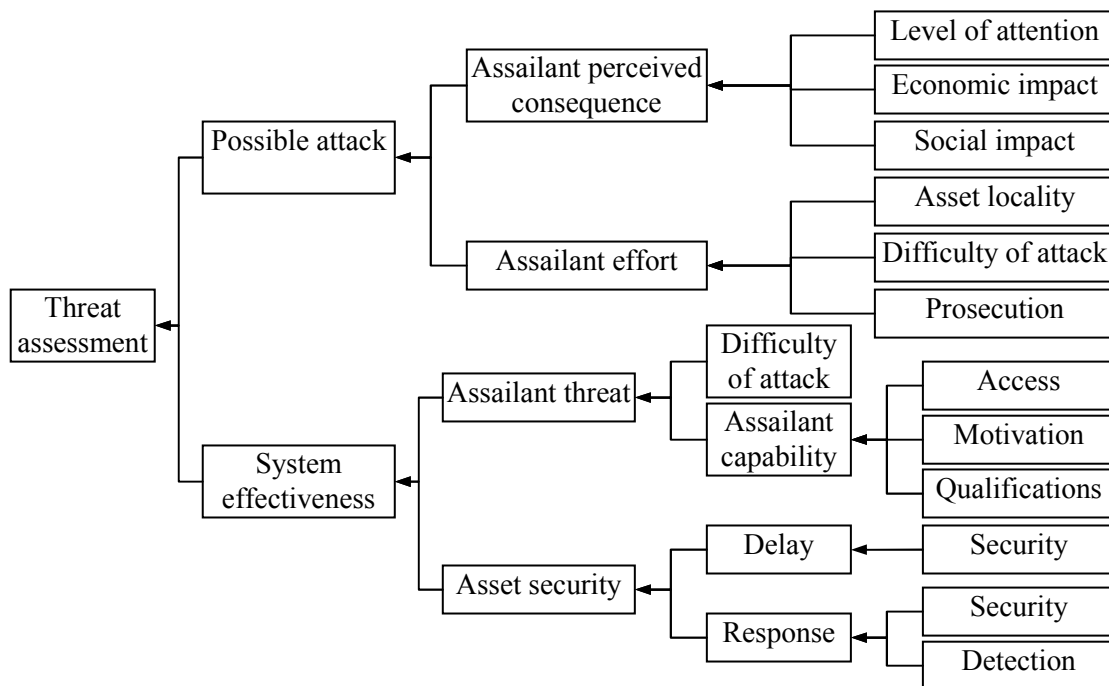 Level of attention
Assailant perceived
consequence
Economic impact
Possible attack
Social impact
Asset locality
Assailant effort
Difficulty of attack
Prosecution
Threat
assessment
Difficulty
of attack
Assailant threat
Access
Assailant
capability
Motivation
System
effectiveness
Qualifications
Delay
Security
Asset security
Security
Response
Detection